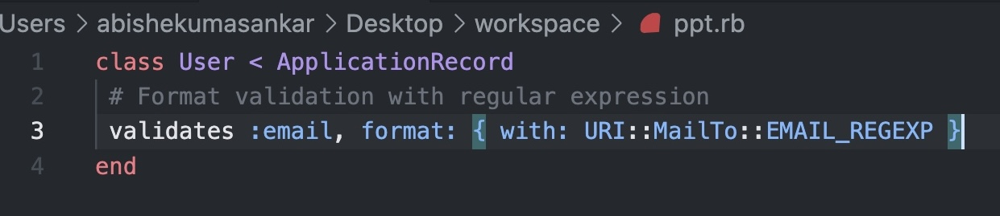 Users > abishekumasankar > Desktop > workspace > ppt.rb
1 class User < ApplicationRecord
2 # Format validation with regular expression
3 validates :email, format: { with: URI::MailTo::EMAIL_REGEXP }
4 end